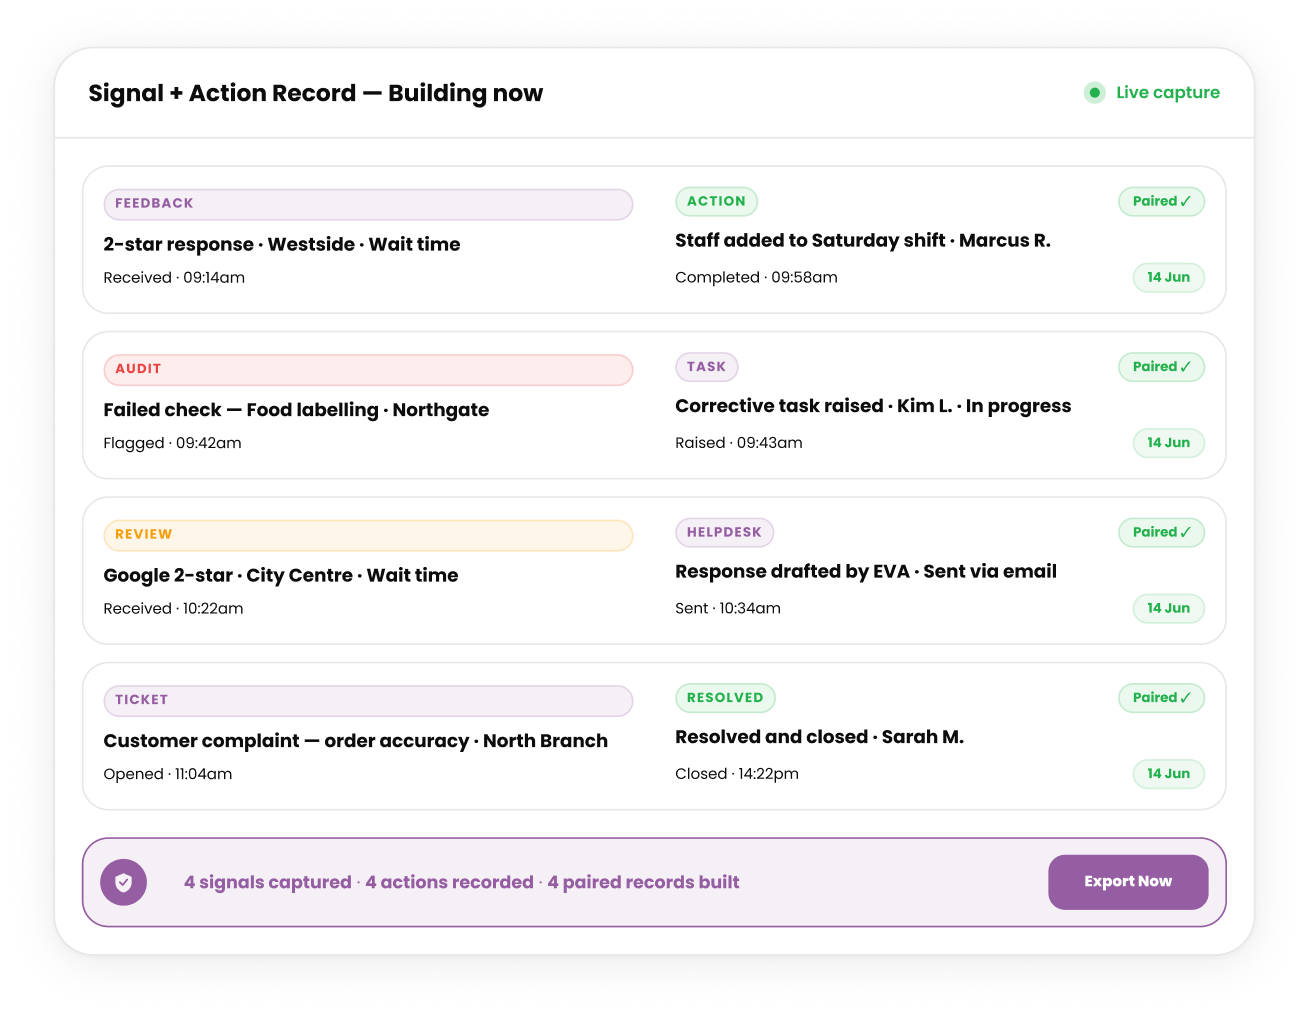 Signal + Action Record — Building now
Live capture
FEEDBACK
2-star response · Westside · Wait time
Received · 09:14am
ACTION
Staff added to Saturday shift · Marcus R.
Completed · 09:58am
Paired ✓
14 Jun
AUDIT
Failed check — Food labelling · Northgate
Flagged · 09:42am
TASK
Corrective task raised · Kim L. · In progress
Raised · 09:43am
Paired ✓
14 Jun
REVIEW
Google 2-star · City Centre · Wait time
Received · 10:22am
HELPDESK
Response drafted by EVA · Sent via email
Sent · 10:34am
Paired ✓
14 Jun
TICKET
Customer complaint — order accuracy · North Branch
Opened · 11:04am
RESOLVED
Resolved and closed · Sarah M.
Closed · 14:22pm
Paired ✓
14 Jun
4 signals captured · 4 actions recorded · 4 paired records built
Export Now